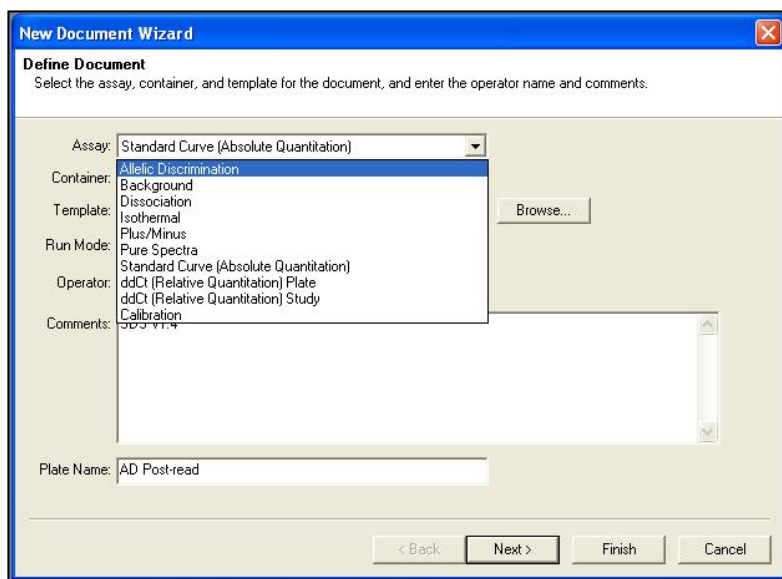 New Document Wizard
Define Document
Select the assay, container, and template for the document, and enter the operator name and comments.
Assay: Standard Curve (Absolute Quantitation)
Container:
Template:
Run Mode:
Operator:
Comments:
Allelic Discrimination
Background
Dissociation
Isothermal
Plus/Minus
Pure Spectra
Standard Curve (Absolute Quantitation)
ddCt (Relative Quantitation) Plate
ddCt (Relative Quantitation) Study
Calibration
Browse...
Plate Name: AD Post-read
< Back
Next >
Finish
Cancel